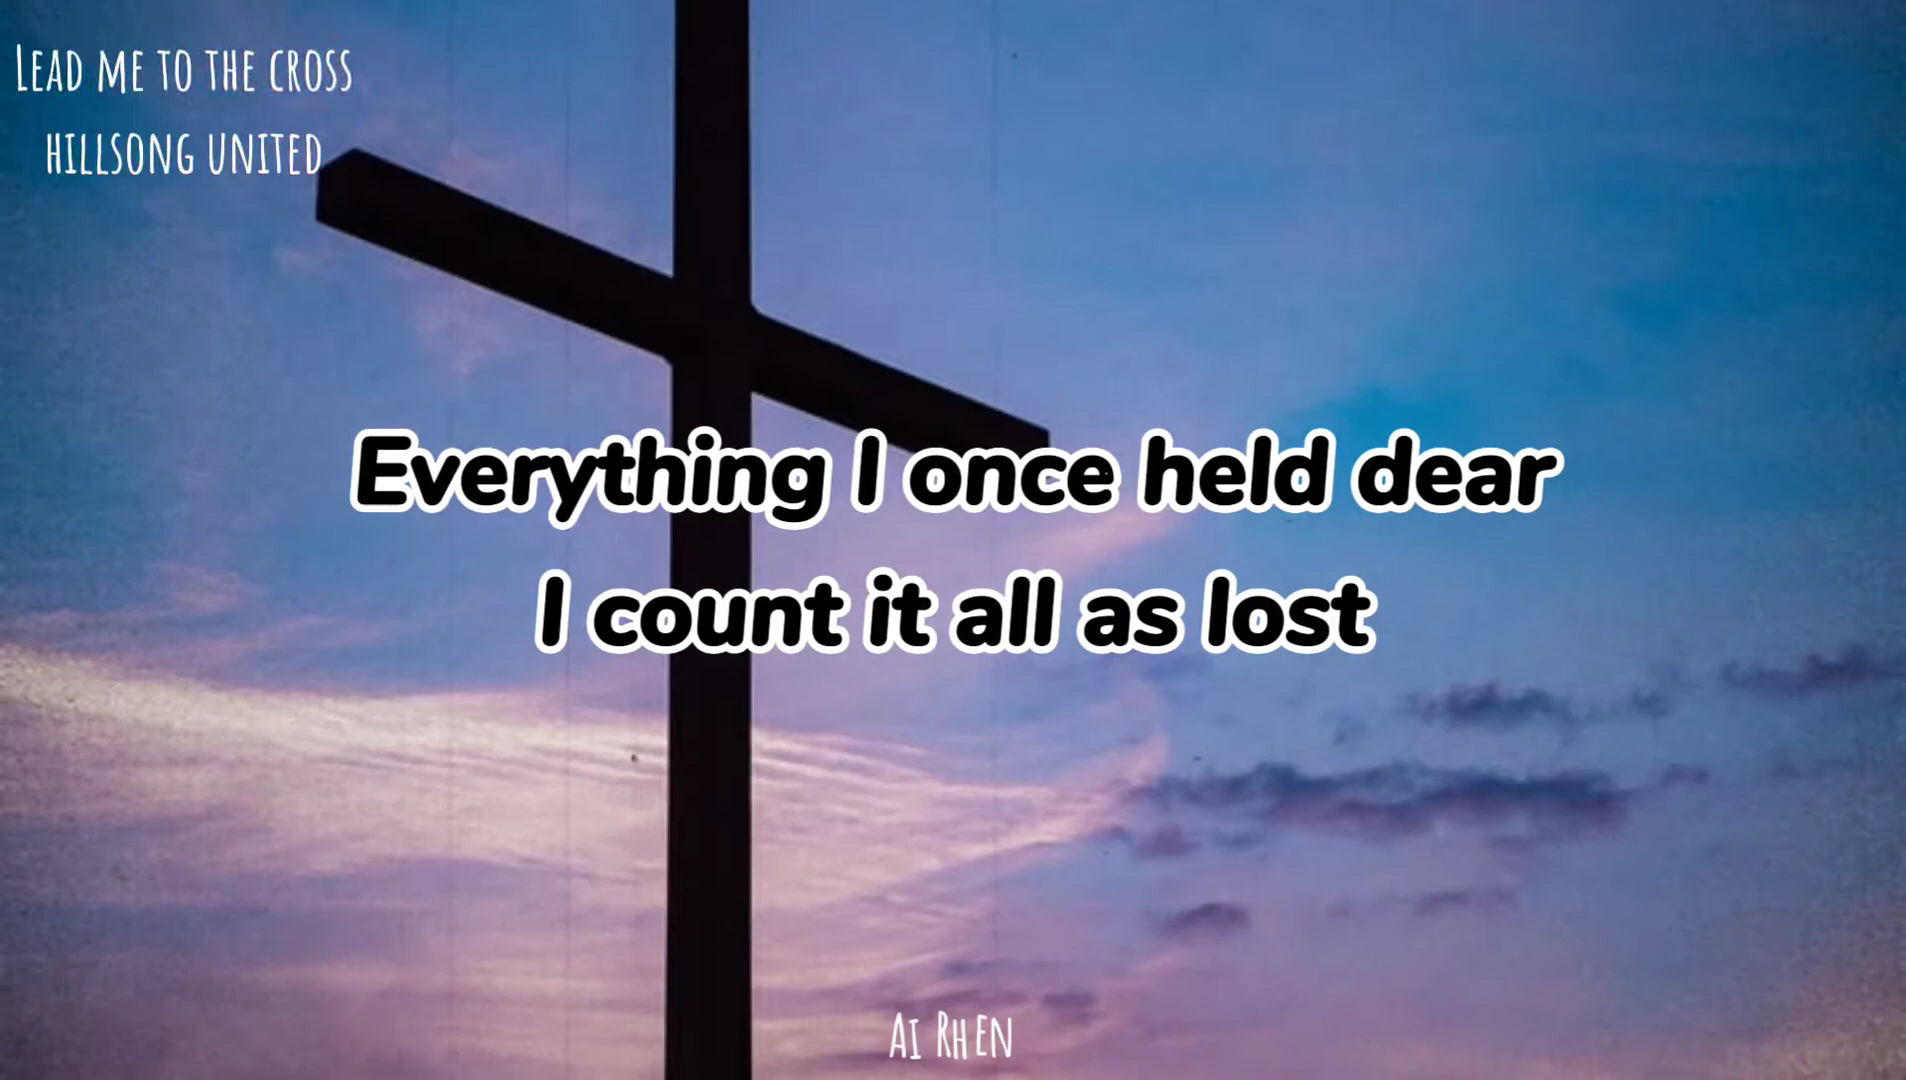 Lead me to the cross
hillsong united
Everything I once held dear
I count it all as lost
Ai Rhen